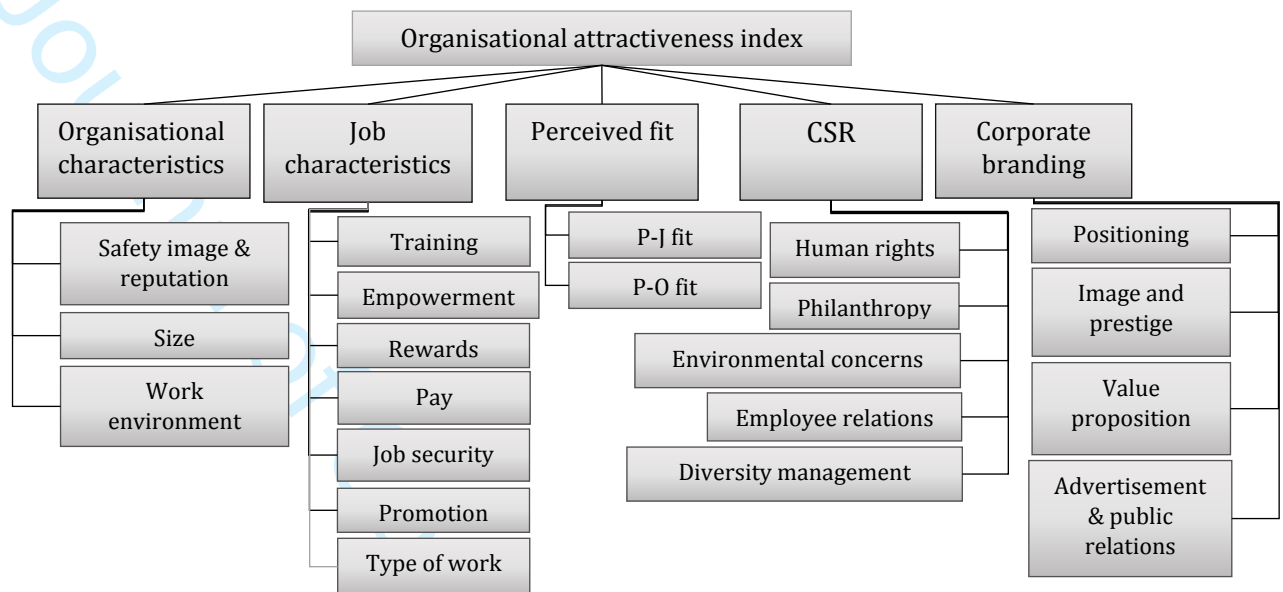 Organisational attractiveness index
Organisational
characteristics
Job
characteristics
Perceived fit
CSR
Corporate
branding
Safety image &
reputation
Size
Work
environment
Training
Empowerment
Rewards
Pay
Job security
Promotion
Type of work
P-J fit
P-O fit
Human rights
Philanthropy
Environmental concerns
Employee relations
Diversity management
Positioning
Image and
prestige
Value
proposition
Advertisement
& public
relations